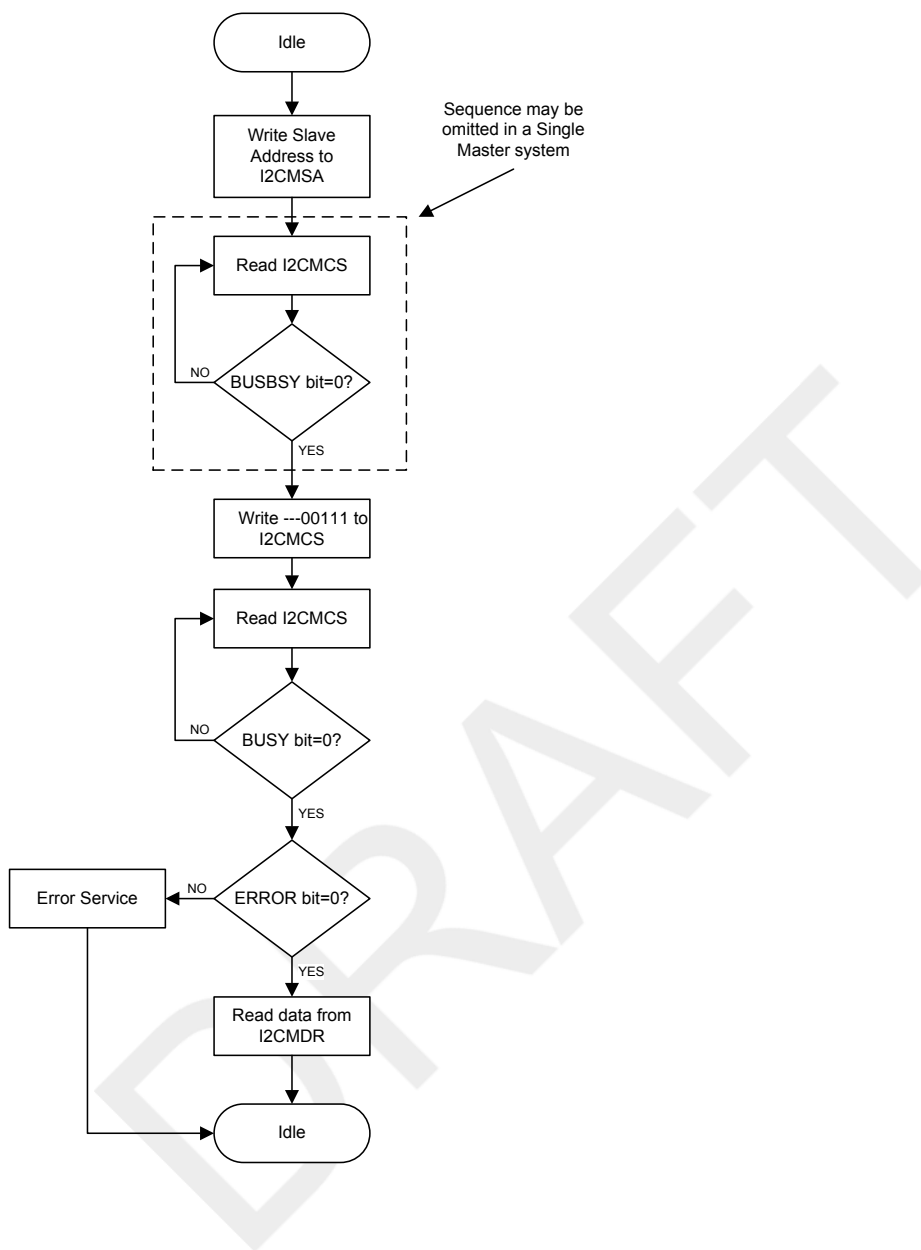 Idle
Sequence may be
omitted in a Single
Master system
Write Slave
Address to
I2CMSA
Read I2CMCS
NO
BUSBSY bit=0?
YES
Write ---00111 to
I2CMCS
Read I2CMCS
NO
BUSY bit=0?
YES
Error Service
NO
ERROR bit=0?
YES
Read data from
I2CMDR
Idle
DRAFT